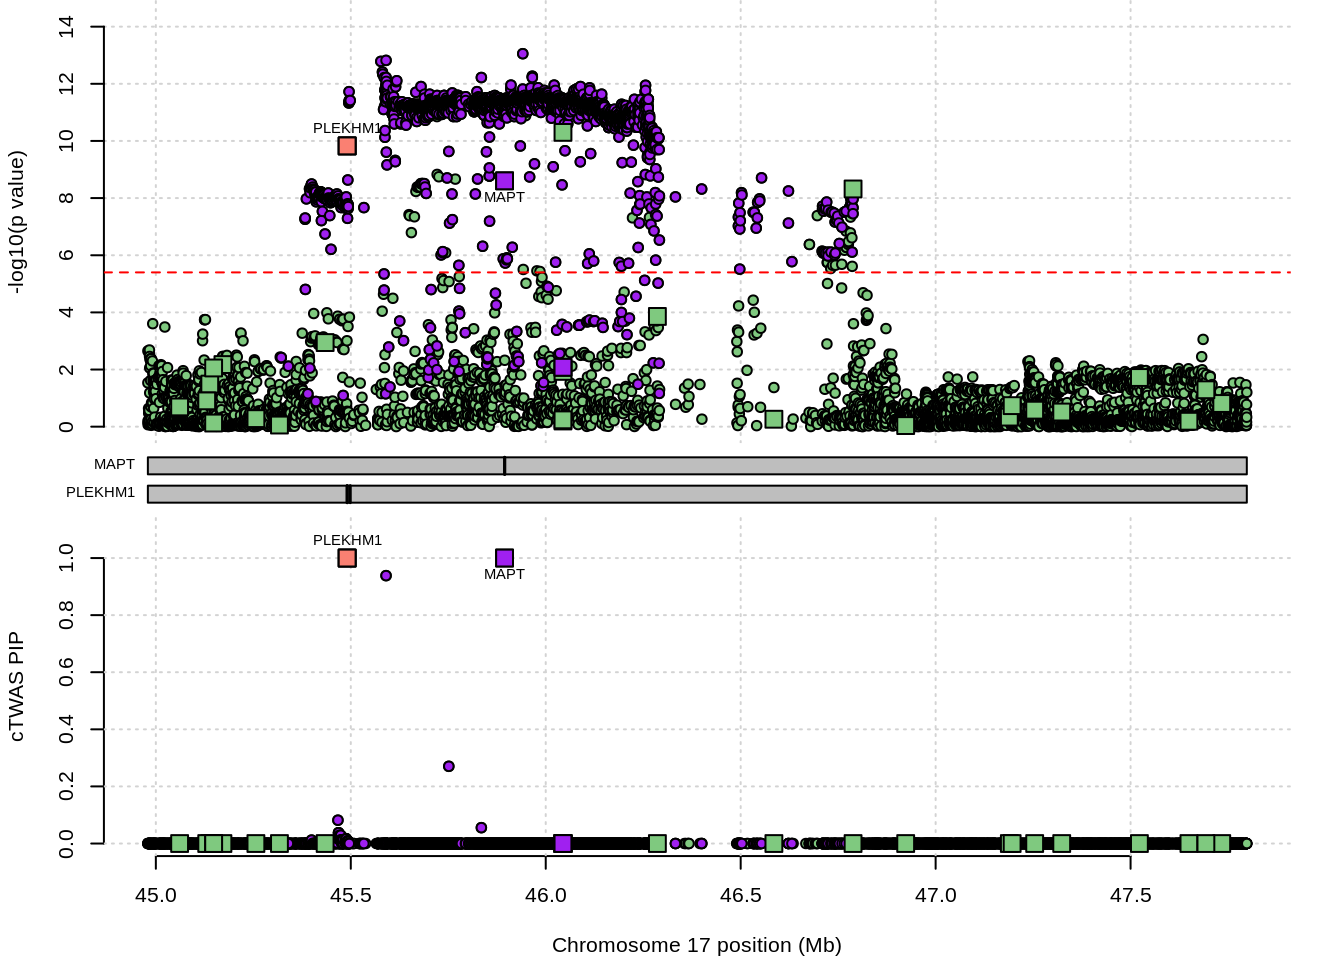 -log10(p value)
14
12
10
8
6
4
2
0
PLEKHM1
MAPT
MAPT
PLEKHM1
cTWAS PIP
1.0
0.8
0.6
0.4
0.2
0.0
PLEKHM1
MAPT
45.0 45.5 46.0 46.5 47.0 47.5
Chromosome 17 position (Mb)